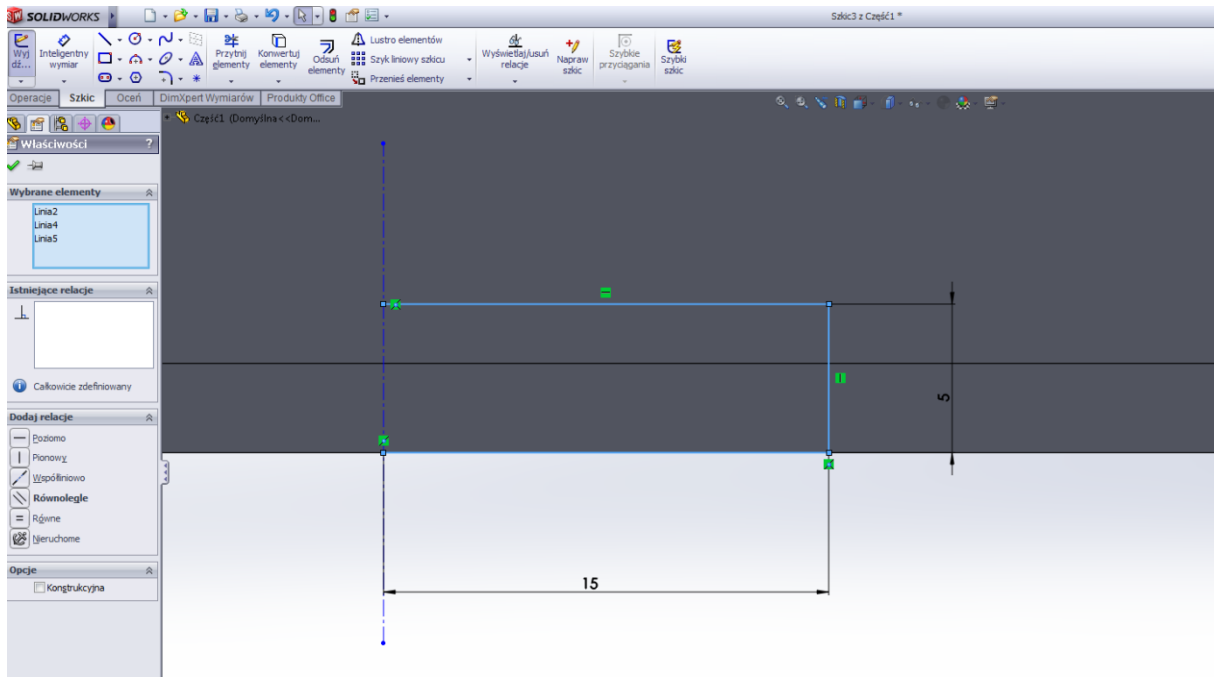 SOLIDWORKS
Szkic3 z Część1 *
Wyj
dź...
Inteligentny
wymiar
Przytnij
elementy
Konwertuj
elementy
Odsuń
elementy
Lustro elementów
Szyk liniowy szkicu
Przenieś elementy
Wyświetlaj/usuń
relacje
Napraw
szkic
Szybkie
przyciągania
Szybki
szkic
Operacje
Szkic
Oceń
DimXpert Wymiarów
Produkty Office
Część1 (Domyślna<<Dom...
Właściwości
?
Wybrane elementy
Linia2
Linia4
Linia5
Istniejące relacje
Całkowicie zdefiniowany
Dodaj relacje
Poziomo
Pionowy
Współliniowo
Równoległe
Równe
Nieruchome
Opcje
Konstrukcyjna
5
15